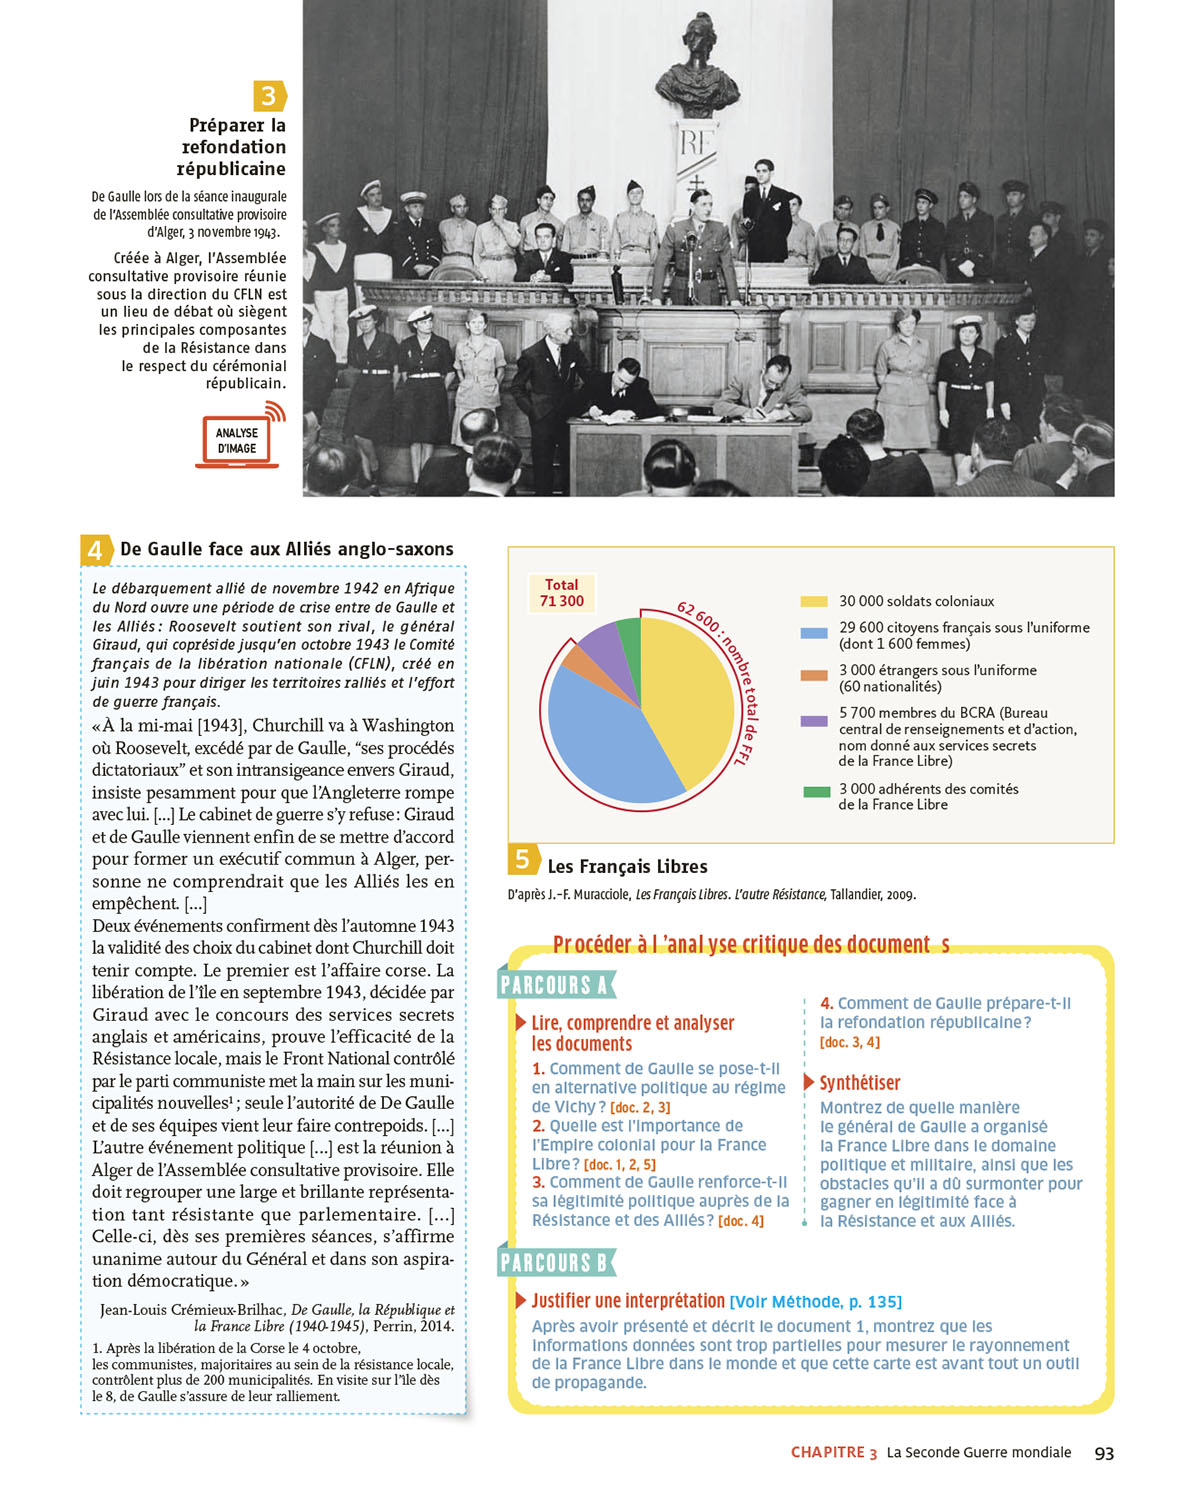 3
Préparer la
refondation
républicaine
De Gaulle lors de la séance inaugurale
de l'Assemblée consultative provisoire
d'Alger, 3 novembre 1943.
Créée à Alger, l'Assemblée
consultative provisoire réunie
sous la direction du CFLN est
un lieu de débat où siègent
les principales composantes
de la Résistance dans
le respect du cérémonial
républicain.
ANALYSE
D'IMAGE
RF
4 De Gaulle face aux Alliés anglo-saxons
Le débarquement allié de novembre 1942 en Afrique
du Nord ouvre une période de crise entre de Gaulle et
les Alliés : Roosevelt soutient son rival, le général
Giraud, qui copréside jusqu'en octobre 1943 le Comité
français de la libération nationale (CFLN), créé en
juin 1943 pour diriger les territoires ralliés et l'effort
de guerre français.
« À la mi-mai [1943], Churchill va à Washington
où Roosevelt, excédé par de Gaulle, “ses procédés
dictatoriaux” et son intransigeance envers Giraud,
insiste pesamment pour que l'Angleterre rompe
avec lui. [...] Le cabinet de guerre s'y refuse : Giraud
et de Gaulle viennent enfin de se mettre d'accord
pour former un exécutif commun à Alger, per-
sonne ne comprendrait que les Alliés les en
empêchent. [...]
Deux événements confirment dès l'automne 1943
la validité des choix du cabinet dont Churchill doit
tenir compte. Le premier est l'affaire corse. La
libération de l'île en septembre 1943, décidée par
Giraud avec le concours des services secrets
anglais et américains, prouve l'efficacité de la
Résistance locale, mais le Front National contrôlé
par le parti communiste met la main sur les muni-
cipalités nouvelles¹ ; seule l'autorité de De Gaulle
et de ses équipes vient leur faire contrepoids. [...]
L'autre événement politique [...] est la réunion à
Alger de l'Assemblée consultative provisoire. Elle
doit regrouper une large et brillante représenta-
tion tant résistante que parlementaire. [...]
Celle-ci, dès ses premières séances, s'affirme
unanime autour du Général et dans son aspira-
tion démocratique. »
Jean-Louis Crémieux-Brilhac, De Gaulle, la République et
la France Libre (1940-1945), Perrin, 2014.
1. Après la libération de la Corse le 4 octobre,
les communistes, majoritaires au sein de la résistance locale,
contrôlent plus de 200 municipalités. En visite sur l'île dès
le 8, de Gaulle s'assure de leur ralliement.
Total
71 300
62 600 : nombre total de FFL
30 000 soldats coloniaux
29 600 citoyens français sous l'uniforme
(dont 1 600 femmes)
3 000 étrangers sous l'uniforme
(60 nationalités)
5 700 membres du BCRA (Bureau
central de renseignements et d'action,
nom donné aux services secrets
de la France Libre)
3 000 adhérents des comités
de la France Libre
5 Les Français Libres
D'après J.-F. Muracciole, Les Français Libres. L'autre Résistance, Tallandier, 2009.
Procéder à l'analyse critique des document s
PARCOURS A
Lire, comprendre et analyser
les documents
1. Comment de Gaulle se pose-t-il
en alternative politique au régime
de Vichy ? [doc. 2, 3]
2. Quelle est l'importance de
l'Empire colonial pour la France
Libre ? [doc. 1, 2, 5]
3. Comment de Gaulle renforce-t-il
sa légitimité politique auprès de la
Résistance et des Alliés ? [doc. 4]
4. Comment de Gaulle prépare-t-il
la refondation républicaine ?
[doc. 3, 4]
Synthétiser
Montrez de quelle manière
le général de Gaulle a organisé
la France Libre dans le domaine
politique et militaire, ainsi que les
obstacles qu'il a dû surmonter pour
gagner en légitimité face à
la Résistance et aux Alliés.
PARCOURS B
Justifier une interprétation [Voir Méthode, p. 135]
Après avoir présenté et décrit le document 1, montrez que les
informations données sont trop partielles pour mesurer le rayonnement
de la France Libre dans le monde et que cette carte est avant tout un outil
de propagande.
CHAPITRE 3 La Seconde Guerre mondiale 93